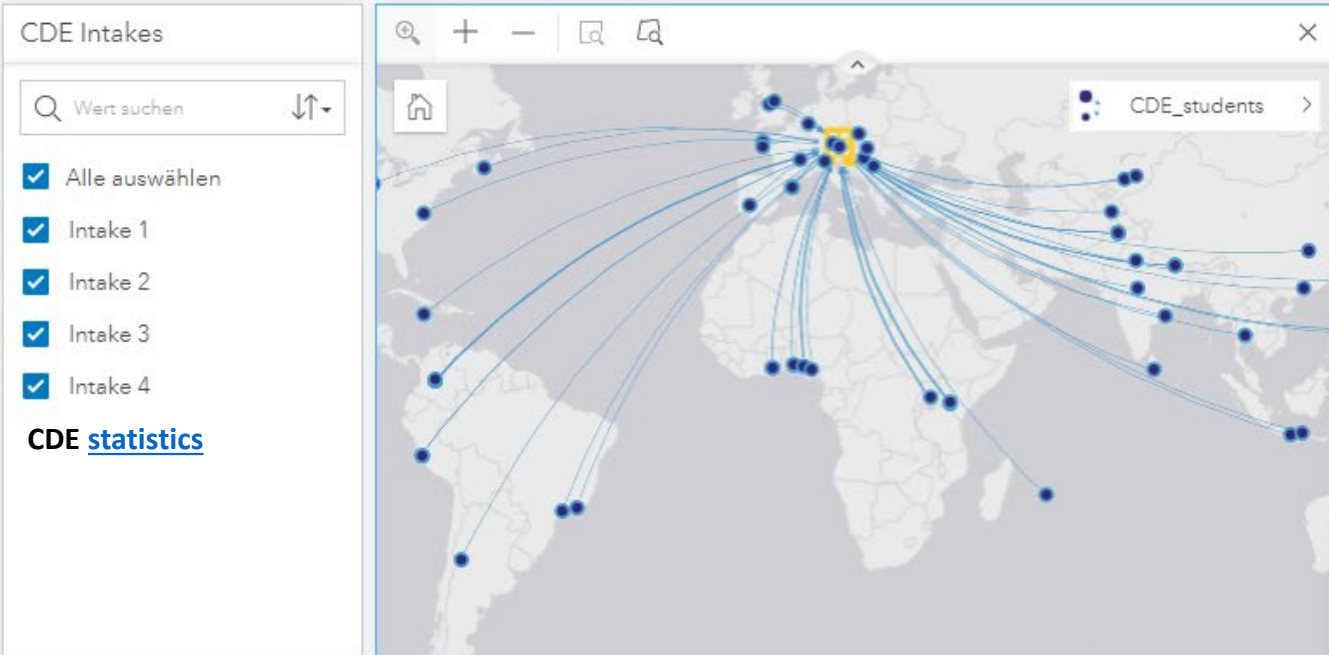 CDE Intakes
Wert suchen
Alle auswählen
Intake 1
Intake 2
Intake 3
Intake 4
CDE statistics
CDE_students